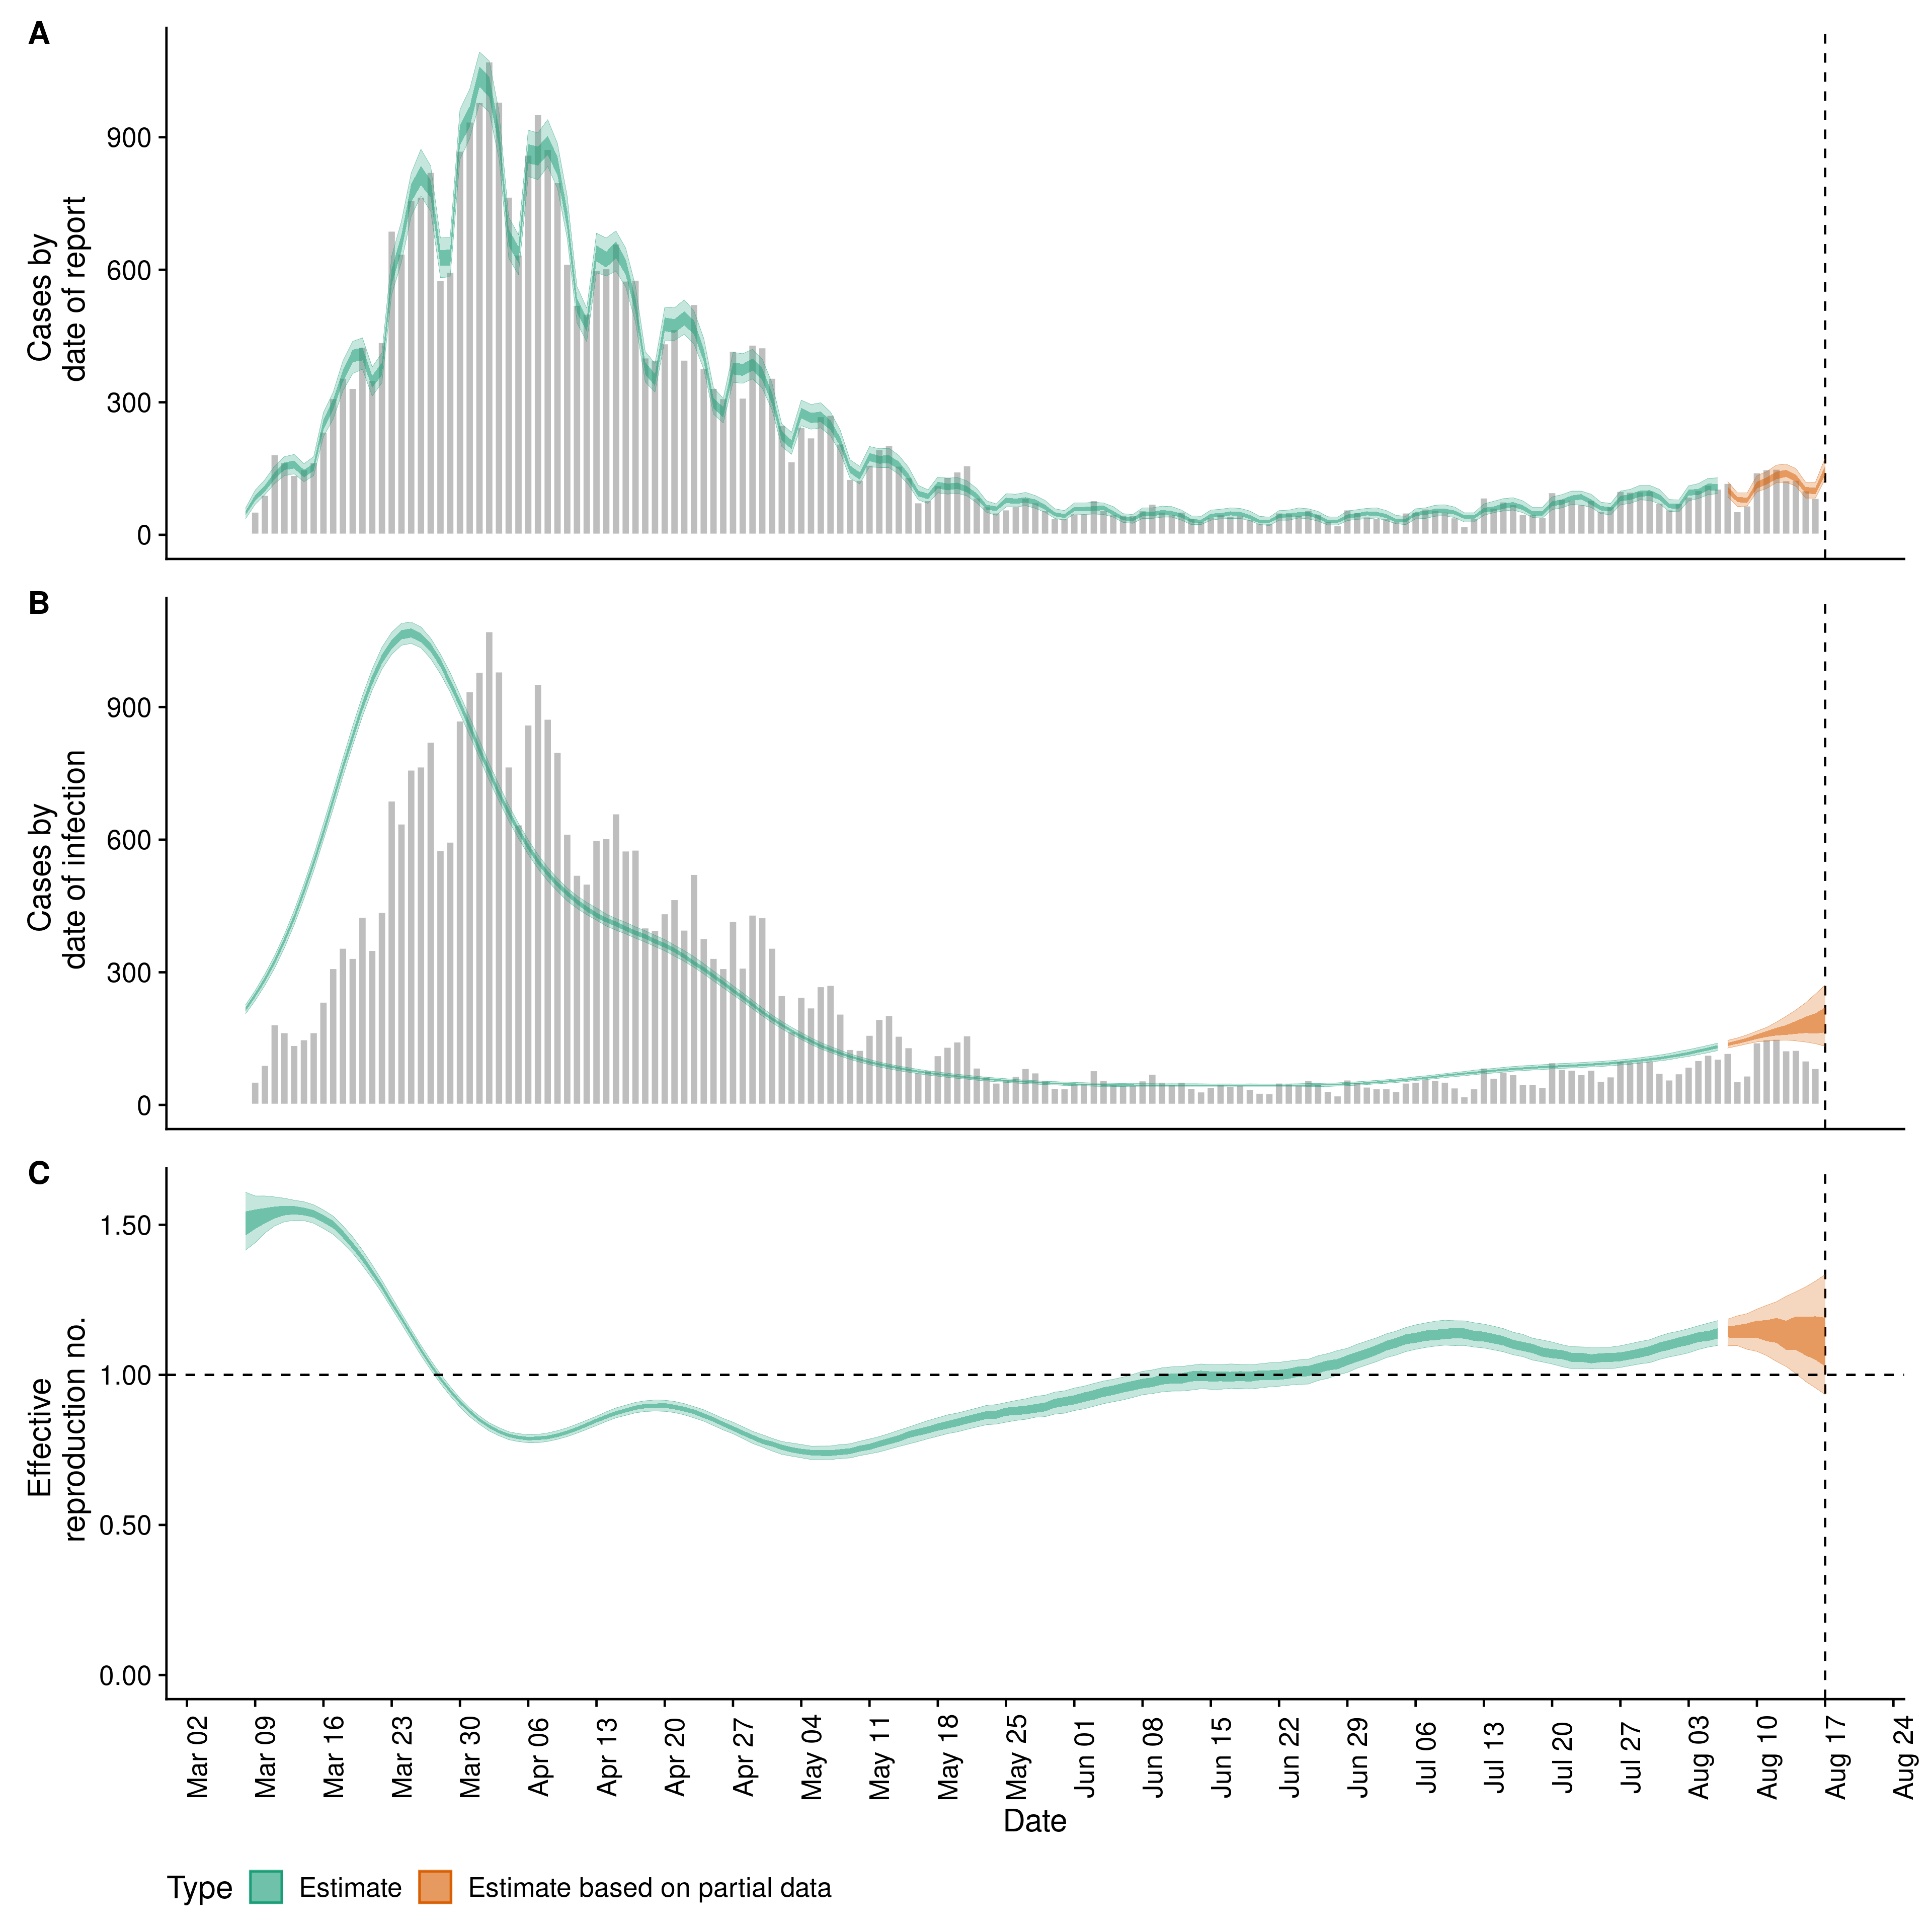 A
Cases by
date of report
900
600
300
0
B
Cases by
date of infection
900
600
300
0
C
Effective
reproduction no.
1.50
1.00
0.50
0.00
Mar 02
Mar 09
Mar 16
Mar 23
Mar 30
Apr 06
Apr 13
Apr 20
Apr 27
May 04
May 11
May 18
May 25
Jun 01
Jun 08
Jun 15
Jun 22
Jun 29
Jul 06
Jul 13
Jul 20
Jul 27
Aug 03
Aug 10
Aug 17
Aug 24
Date
Type Estimate Estimate based on partial data